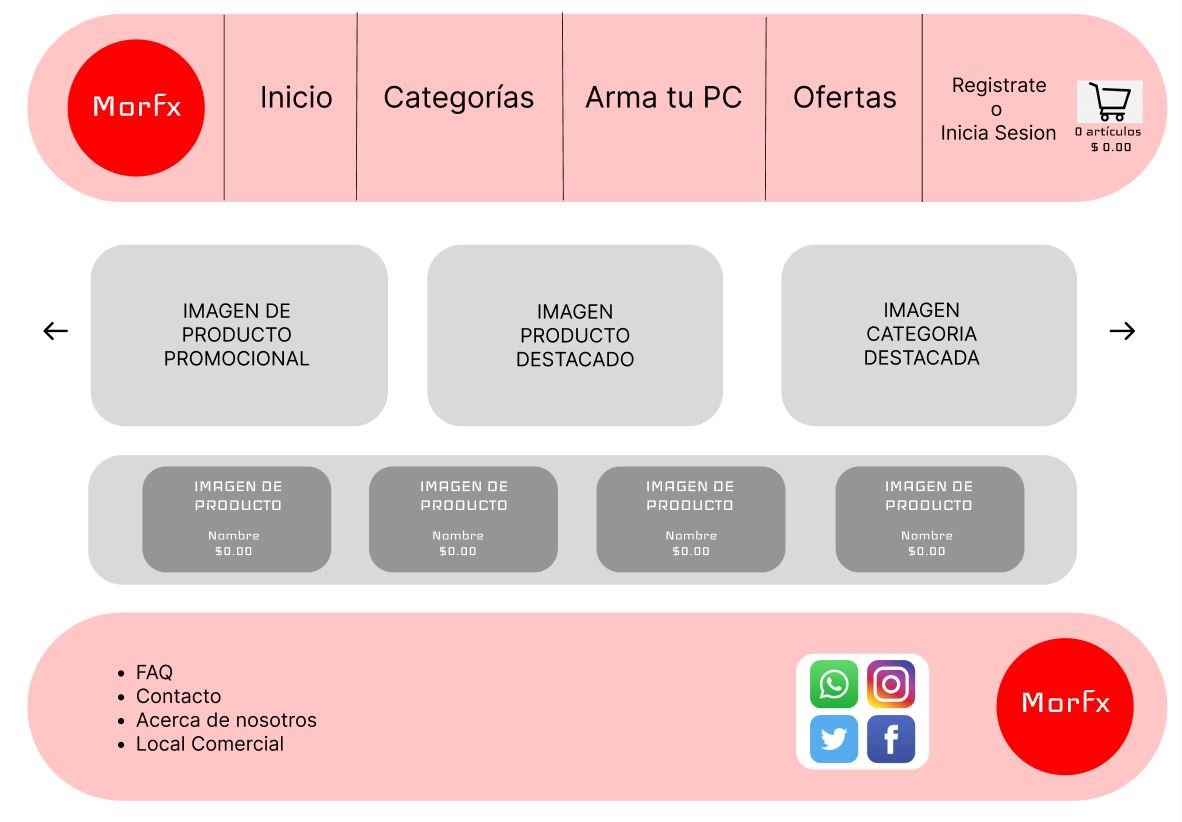 Morfx
Inicio
Categorías
Arma tu PC
Ofertas
Registrate
o
Inicia Sesion
0 artículos
$ 0.00
IMAGEN DE
PRODUCTO
PROMOCIONAL
IMAGEN
PRODUCTO
DESTACADO
IMAGEN
CATEGORIA
DESTACADA
IMAGEN DE
PRODUCTO
Nombre
$0.00
IMAGEN DE
PRODUCTO
Nombre
$0.00
IMAGEN DE
PRODUCTO
Nombre
$0.00
IMAGEN DE
PRODUCTO
Nombre
$0.00
FAQ
Contacto
Acerca de nosotros
Local Comercial
Morfx